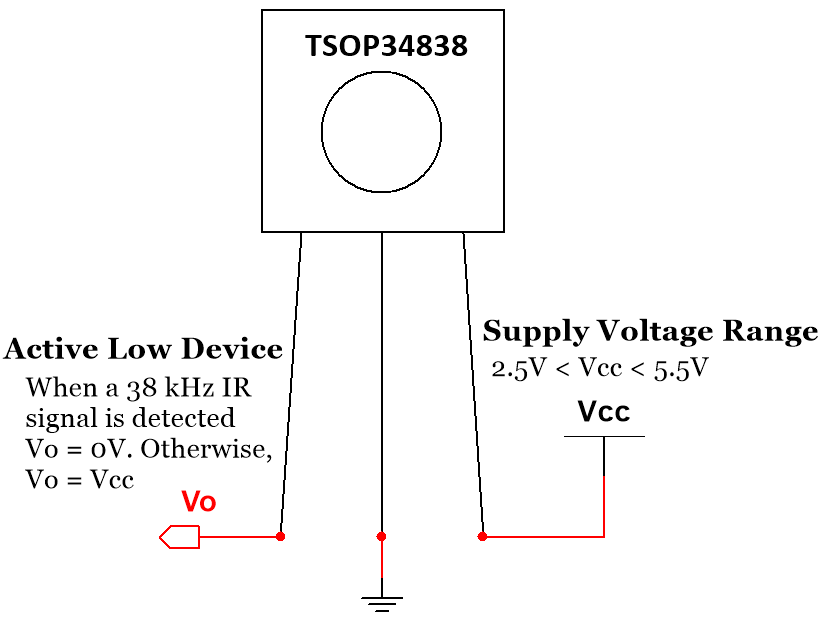 TSOP34838
Active Low Device
When a 38 kHz IR
signal is detected
Vo = 0V. Otherwise,
Vo = Vcc
Vo
Supply Voltage Range
2.5V < Vcc < 5.5V
Vcc